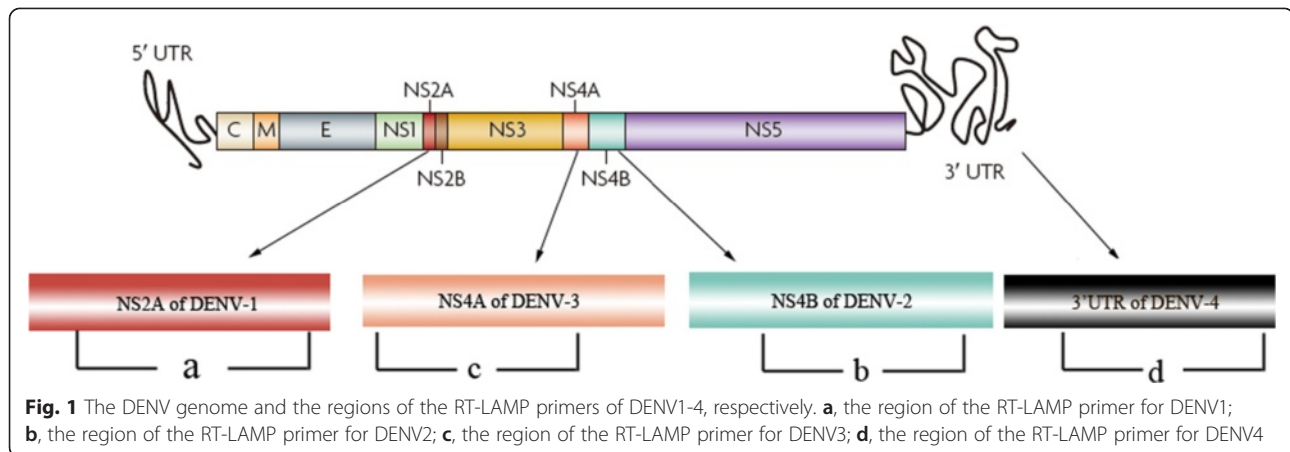 5' UTR
NS2A
NS4A
C M E NS1 NS3 NS5
NS2B
NS4B
3' UTR
NS2A of DENV-1
NS4A of DENV-3
NS4B of DENV-2
3'UTR of DENV-4
a
c
b
d
Fig. 1 The DENV genome and the regions of the RT-LAMP primers of DENV1-4, respectively. a, the region of the RT-LAMP primer for DENV1;
b, the region of the RT-LAMP primer for DENV2; c, the region of the RT-LAMP primer for DENV3; d, the region of the RT-LAMP primer for DENV4